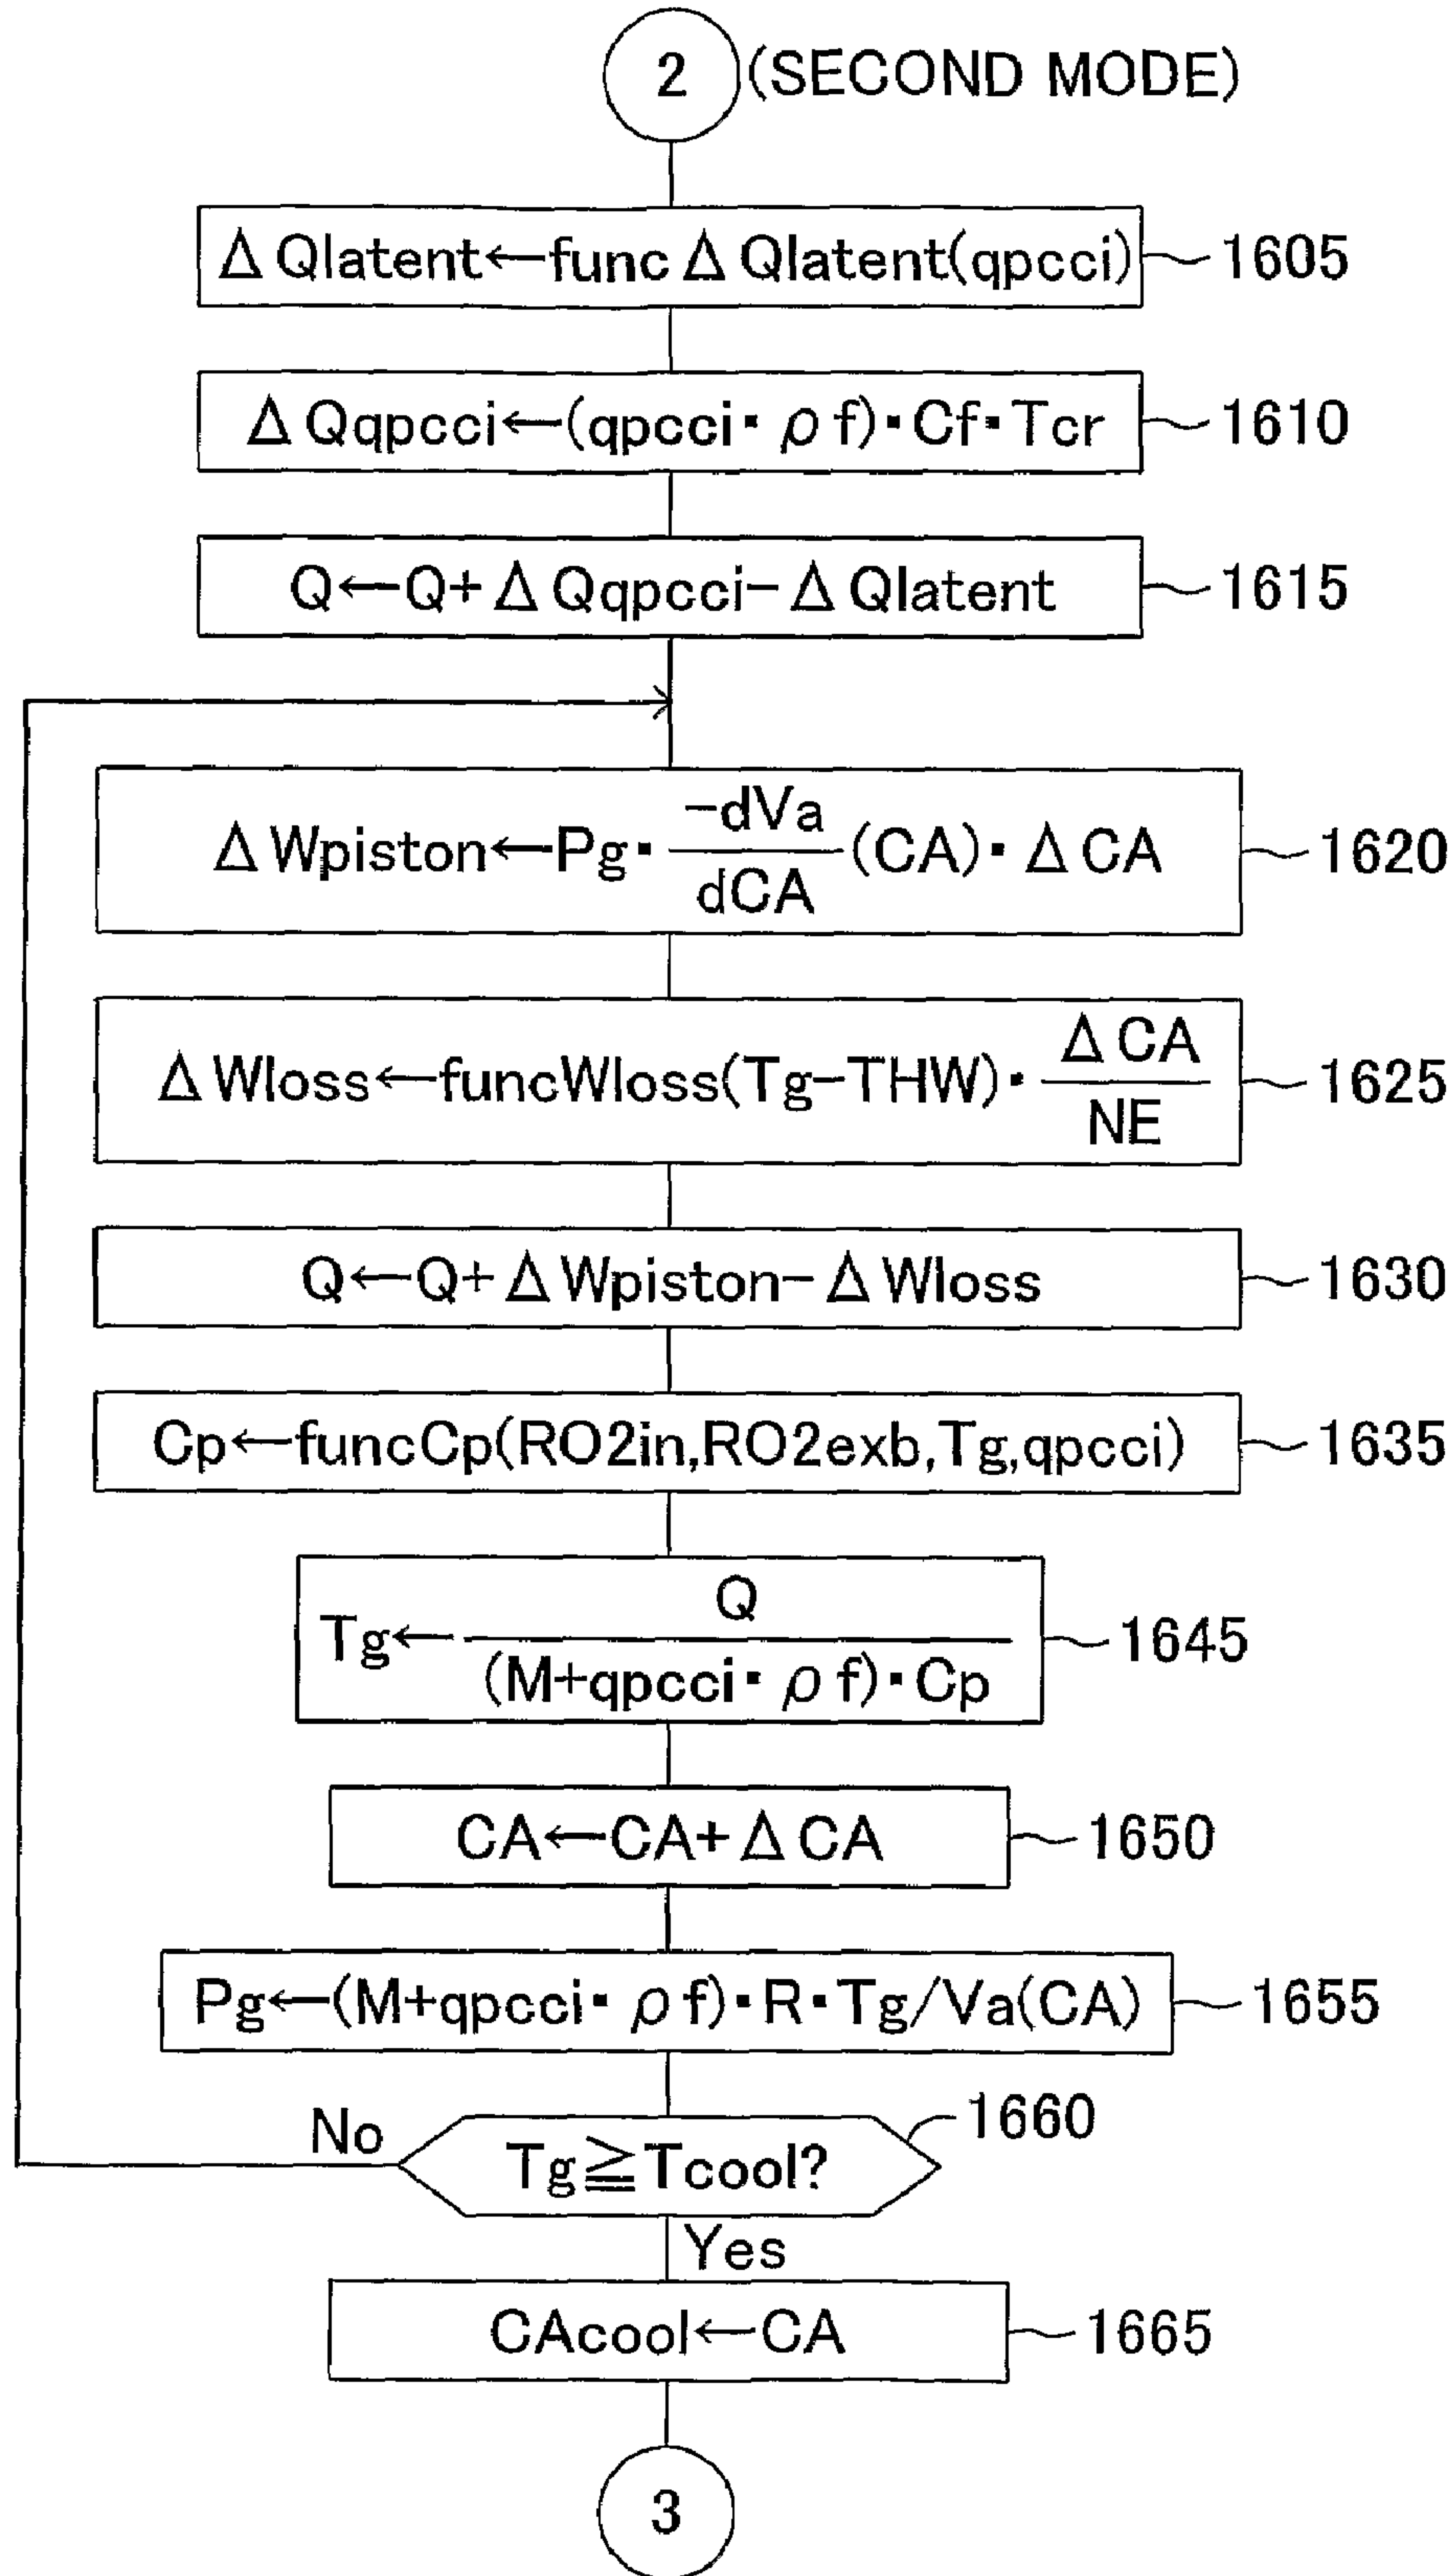 2 (SECOND MODE)
ΔQlatent←funcΔQlatent(qpcci) 1605
ΔQqpcci←(qpcci·ρf)·Cf·Tcr 1610
Q←Q+ΔQqpcci-ΔQlatent 1615
ΔWpiston←Pg·-dVa/dCA(CA)·ΔCA 1620
ΔWloss←funcWloss(Tg-THW)·ΔCA/NE 1625
Q←Q+ΔWpiston-ΔWloss 1630
Cp←funcCp(RO2in,RO2exb,Tg,qpcci) 1635
Tg←Q/(M+qpcci·ρf)·Cp 1645
CA←CA+ΔCA 1650
Pg←(M+qpcci·ρf)·R·Tg/Va(CA) 1655
No Tg≧Tcool? 1660
Yes
CAcool←CA 1665
3